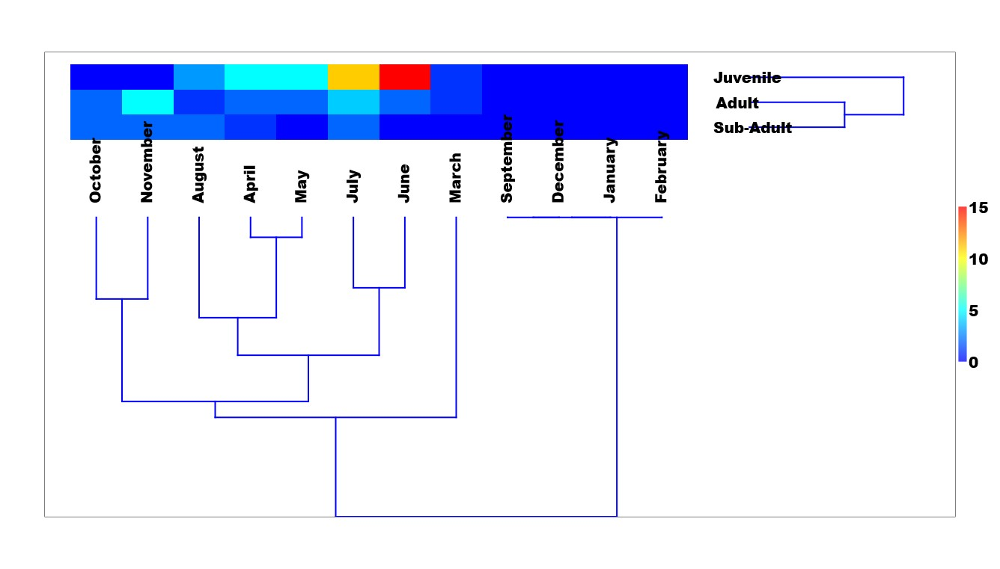 Juvenile
Adult
Sub-Adult
October
November
August
April
May
July
June
March
September
December
January
February
15
10
5
0